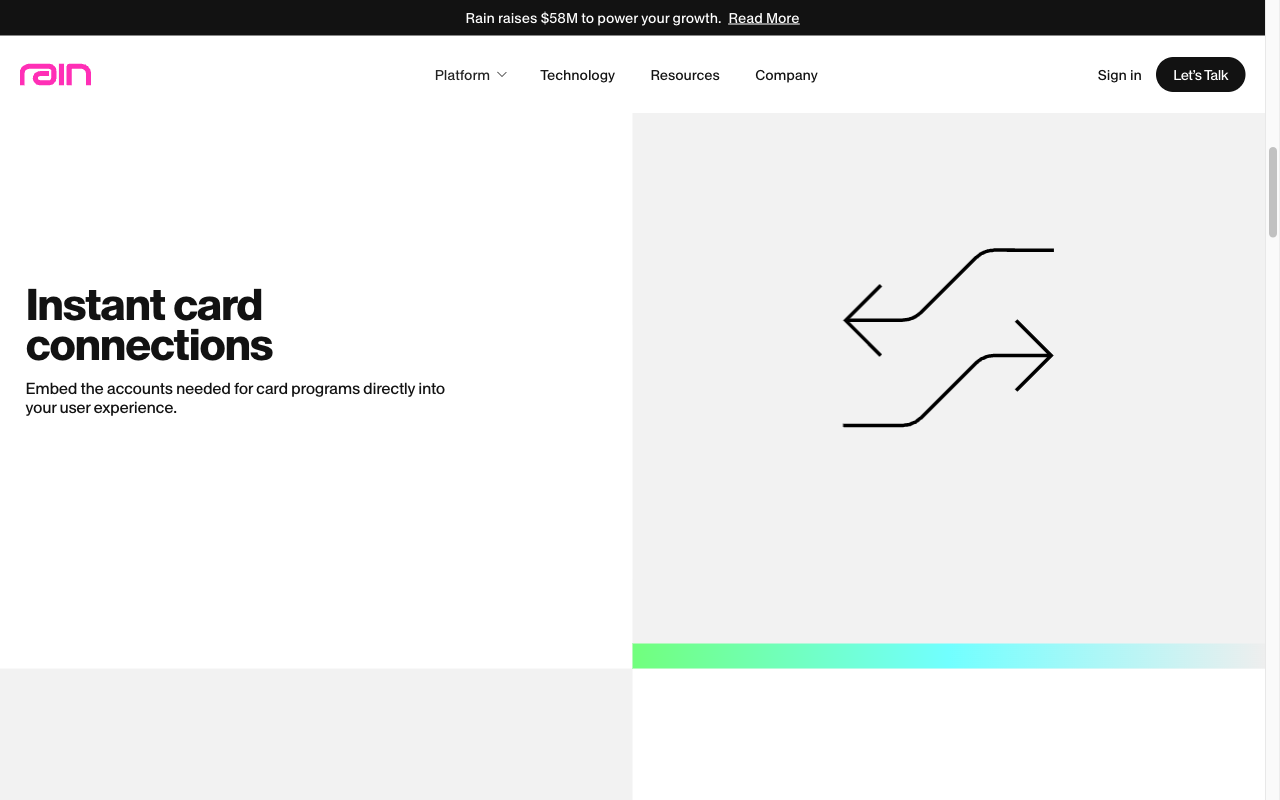 Rain raises $58M to power your growth. Read More
rain
Platform
Technology
Resources
Company
Sign in
Let's Talk
Instant card
connections
Embed the accounts needed for card programs directly into
your user experience.